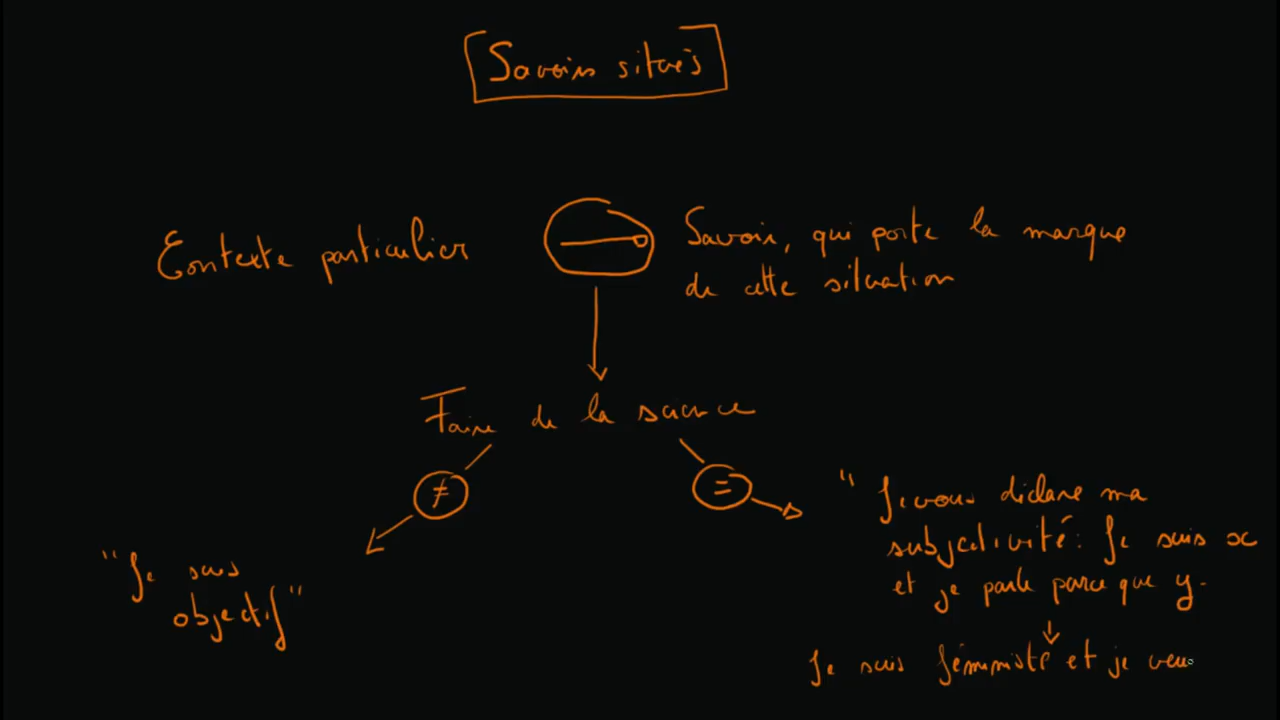 Savoirs situés
Contexte particulier
Savoir, qui porte la marque
de cette situation
Faire de la science
≠
=
"Je suis
objectif"
"Je vous déclare ma
subjectivité: Je suis x
et je parle parce que y.
Je suis féministe et je veu